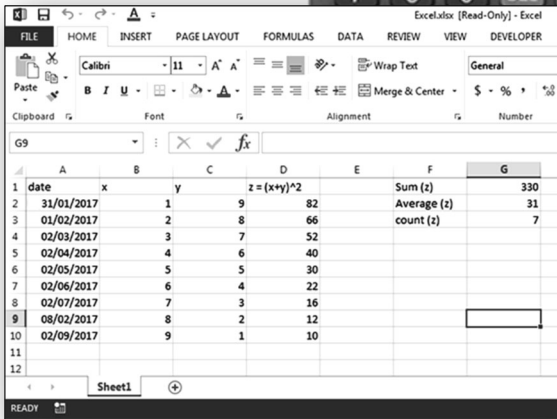 Excel.xlsx [Read-Only] - Excel
FILE HOME INSERT PAGE LAYOUT FORMULAS DATA REVIEW VIEW DEVELOPER
Calibri 11 A A Wrap Text General
Paste B I U A Merge & Center $ % ,
Clipboard Font Alignment Number
G9 fx
A B C D E F G
1 date x y z = (x+y)^2 Sum (z) 330
2 31/01/2017 1 9 82 Average (z) 31
3 01/02/2017 2 8 66 count (z) 7
4 02/03/2017 3 7 52
5 02/04/2017 4 6 40
6 02/05/2017 5 5 30
7 02/06/2017 6 4 22
8 02/07/2017 7 3 16
9 08/02/2017 8 2 12
10 02/09/2017 9 1 10
11
12
Sheet1
READY